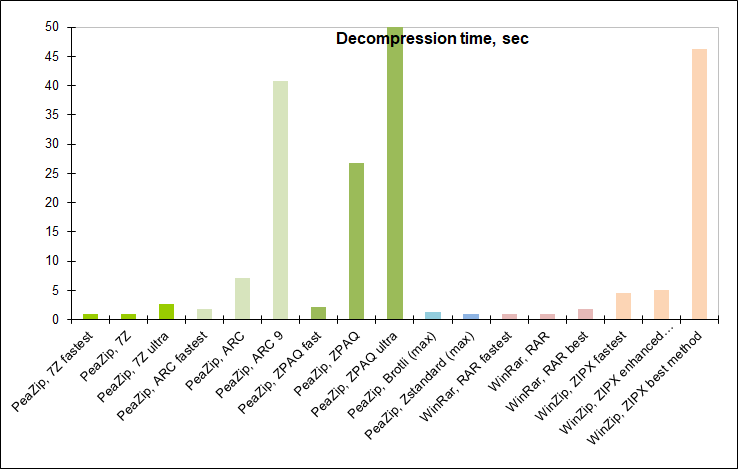 Decompression time, sec
50
45
40
35
30
25
20
15
10
5
0
PeaZip, 7Z fastest
PeaZip, 7Z
PeaZip, 7Z ultra
PeaZip, ARC fastest
PeaZip, ARC
PeaZip, ARC 9
PeaZip, ZPAQ fast
PeaZip, ZPAQ
PeaZip, ZPAQ ultra
PeaZip, Brotli (max)
PeaZip, Zstandard (max)
WinRar, RAR fastest
WinRar, RAR
WinRar, RAR best
WinZip, ZIPX fastest
WinZip, ZIPX enhanced...
WinZip, ZIPX best method